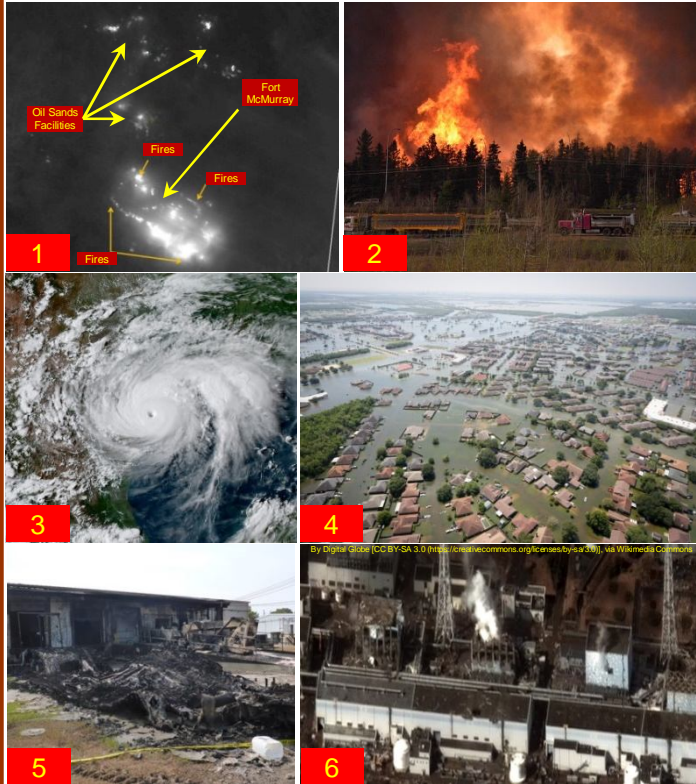 Oil Sands
Facilities
Fort
McMurray
Fires
Fires
Fires
1
2
3
4
By Digital Globe [CC BY-SA 3.0 (https://creativecommons.org/licenses/by-sa/3.0)], via Wikimedia Commons
5
6